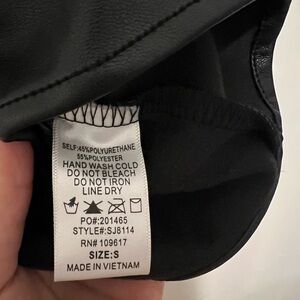 SELF:45%POLYURETHANE
55%POLYESTER
HAND WASH COLD
DO NOT BLEACH
DO NOT IRON
LINE DRY
PO#:201465
STYLE#:SJ8114
RN# 109617
SIZE:S
MADE IN VIETNAM